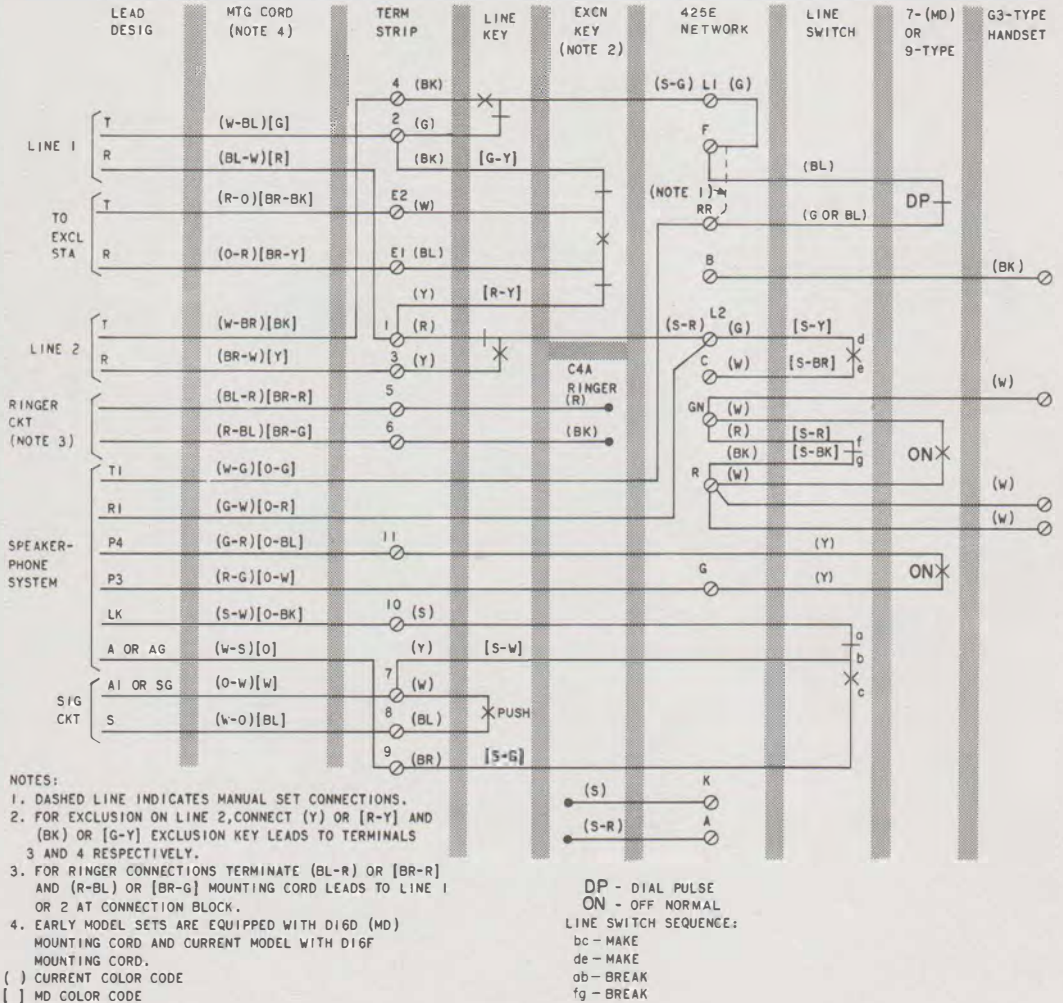 LEAD DESIG
MTG CORD (NOTE 4)
TERM STRIP
LINE KEY
EXCN KEY (NOTE 2)
425E NETWORK
LINE SWITCH
7-(MD) OR 9-TYPE
G3-TYPE HANDSET
4 (BK)
(S-G) L1 (G)
LINE 1
T (W-BL)[G] 2 (G)
F
R (BL-W)[R] (BK) [G-Y]
(BL)
(NOTE 1)
DP
TO EXCL STA
T (R-O)[BR-BK] E2 (W)
RR (G OR BL)
R (O-R)[BR-Y] E1 (BL)
B (BK)
(Y) [R-Y]
LINE 2
T (W-BR)[BK] 1 (R)
(S-R) L2 (G) [S-Y] d
R (BR-W)[Y] 3 (Y)
C (W) [S-BR] e
C4A RINGER
(W)
RINGER CKT (NOTE 3)
(BL-R)[BR-R] 5 (R)
GN (W)
(R-BL)[BR-G] 6 (BK)
(R) [S-R] f
(BK) [S-BK] g
ON
R (W)
(W)
(W)
SPEAKER-PHONE SYSTEM
T1 (W-G)[O-G]
R1 (G-W)[O-R]
P4 (G-R)[O-BL] 11 (Y)
P3 (R-G)[O-W] G (Y) ON
LK (S-W)[O-BK] 10 (S)
a
A OR AG (W-S)[O] (Y) [S-W]
b
c
SIG CKT
A1 OR SG (O-W)[W] 7 (W)
PUSH
S (W-O)[BL] 8 (BL)
9 (BR) [S-G]
(S) K
(S-R) A
NOTES:
1. DASHED LINE INDICATES MANUAL SET CONNECTIONS.
2. FOR EXCLUSION ON LINE 2,CONNECT (Y) OR [R-Y] AND
(BK) OR [G-Y] EXCLUSION KEY LEADS TO TERMINALS
3 AND 4 RESPECTIVELY.
3. FOR RINGER CONNECTIONS TERMINATE (BL-R) OR [BR-R]
AND (R-BL) OR [BR-G] MOUNTING CORD LEADS TO LINE 1
OR 2 AT CONNECTION BLOCK.
4. EARLY MODEL SETS ARE EQUIPPED WITH D16D (MD)
MOUNTING CORD AND CURRENT MODEL WITH D16F
MOUNTING CORD.
( ) CURRENT COLOR CODE
[ ] MD COLOR CODE
DP - DIAL PULSE
ON - OFF NORMAL
LINE SWITCH SEQUENCE:
bc - MAKE
de - MAKE
ab - BREAK
fg - BREAK